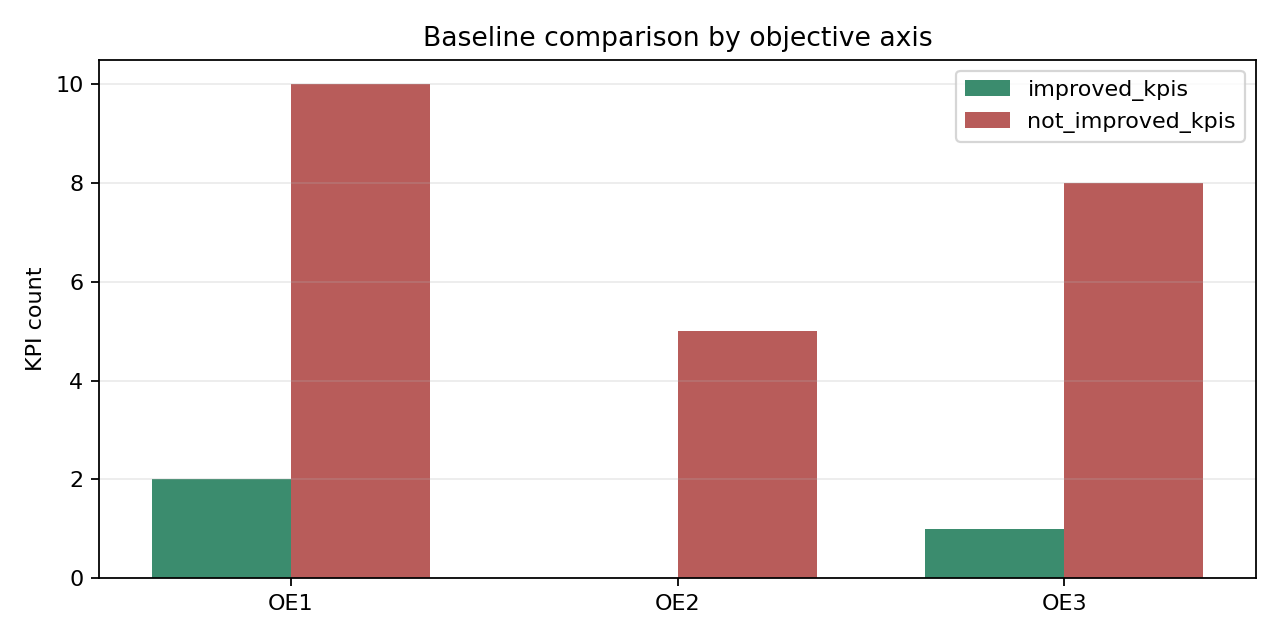 Baseline comparison by objective axis
improved_kpis
not_improved_kpis
KPI count
10
8
6
4
2
0
OE1
OE2
OE3